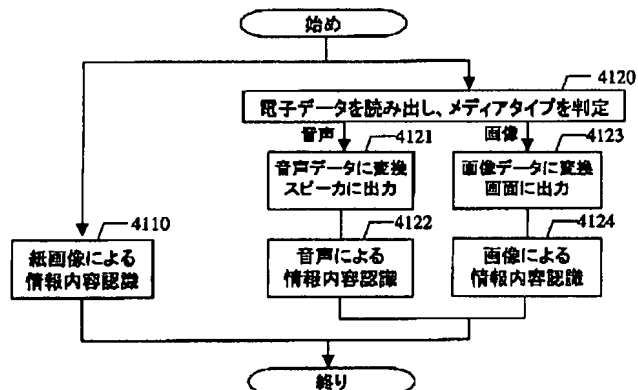 始め
4120
電子データを読み出し、メディアタイプを判定
音声
4121
画像
4123
音声データに変換
スピーカに出力
画像データに変換
画面に出力
4110
4122
4124
紙画像による
情報内容認識
音声による
情報内容認識
画像による
情報内容認識
終り